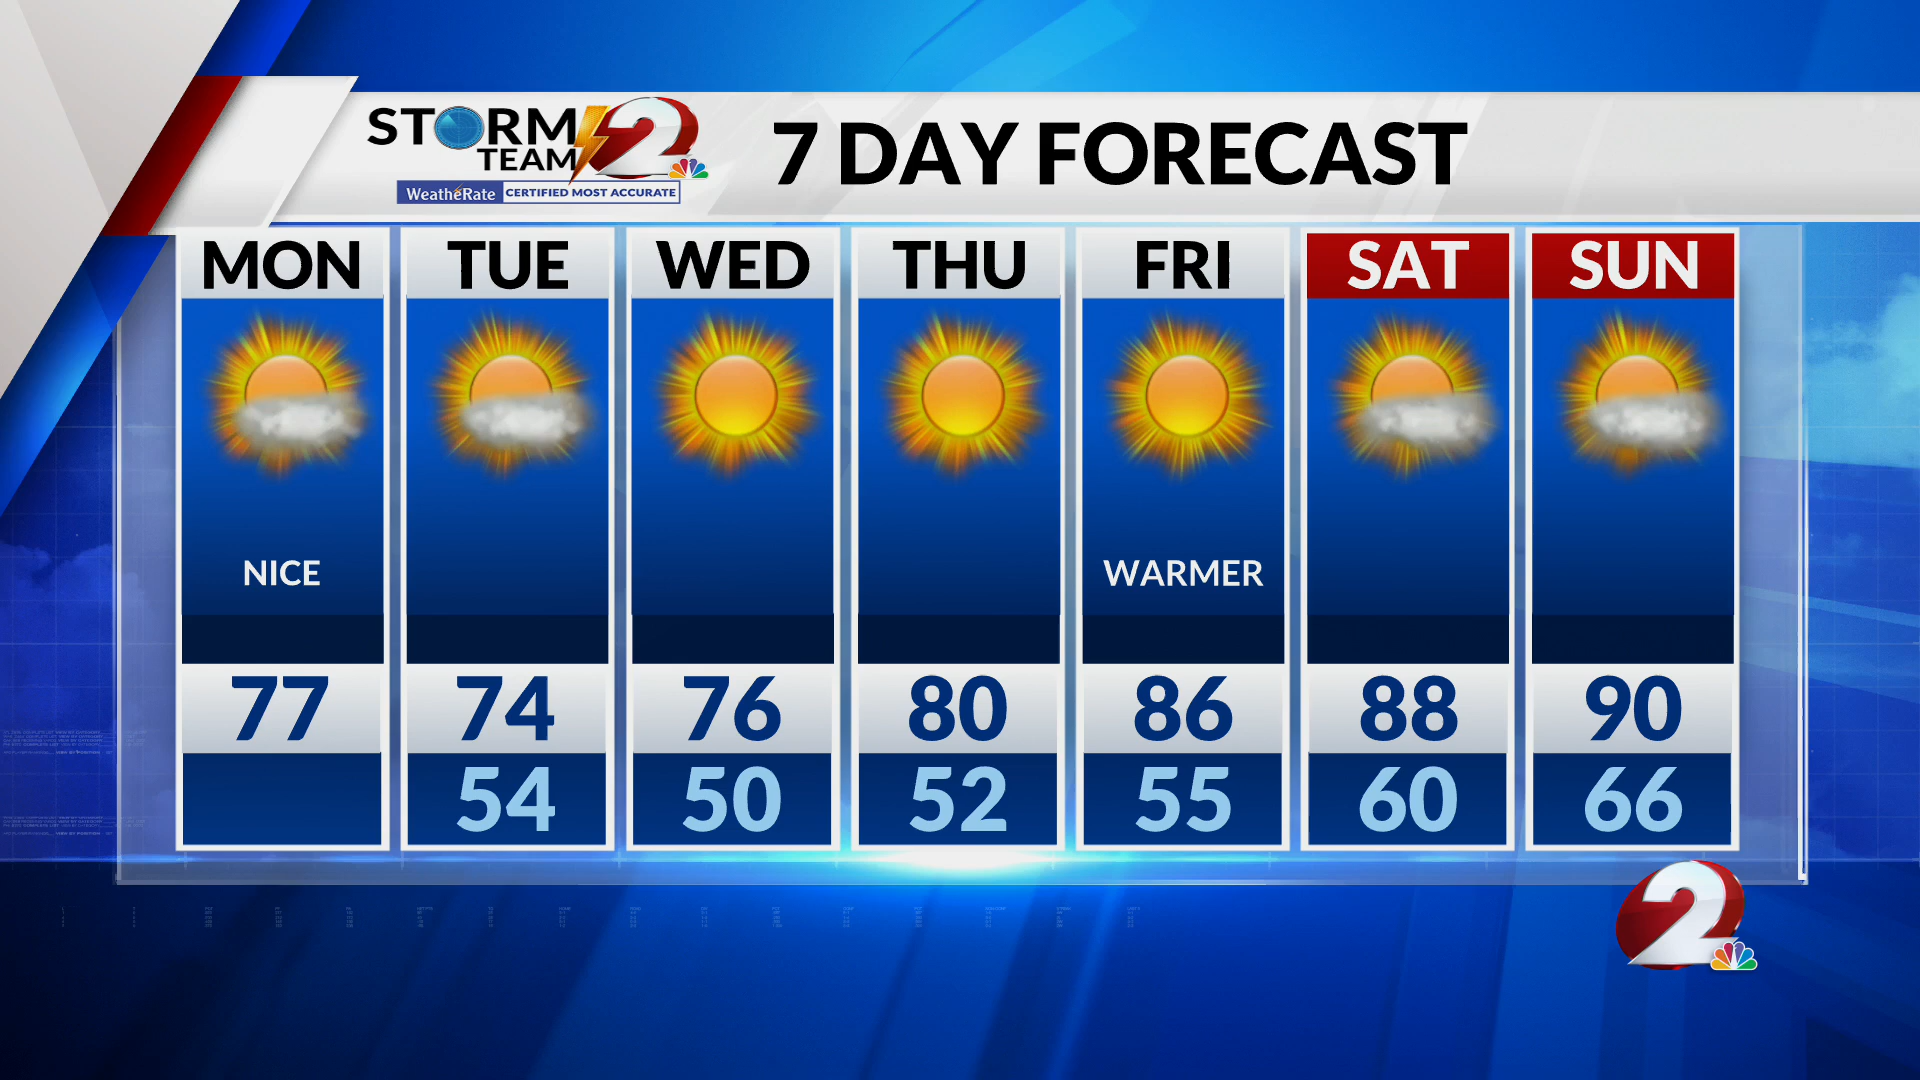 STORM
TEAM 2
WeatheRate CERTIFIED MOST ACCURATE
7 DAY FORECAST
MON TUE WED THU FRI SAT SUN
NICE WARMER
77 74 76 80 86 88 90
54 50 52 55 60 66
2